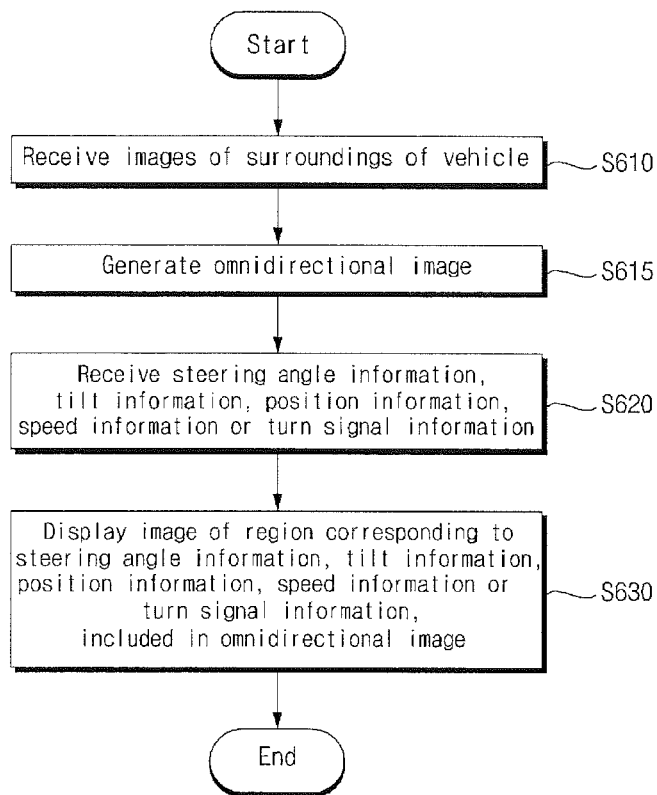 Start
Receive images of surroundings of vehicle
S610
Generate omnidirectional image
S615
Receive steering angle information,
tilt information, position information,
speed information or turn signal information
S620
Display image of region corresponding to
steering angle information, tilt information,
position information, speed information or
turn signal information,
included in omnidirectional image
S630
End